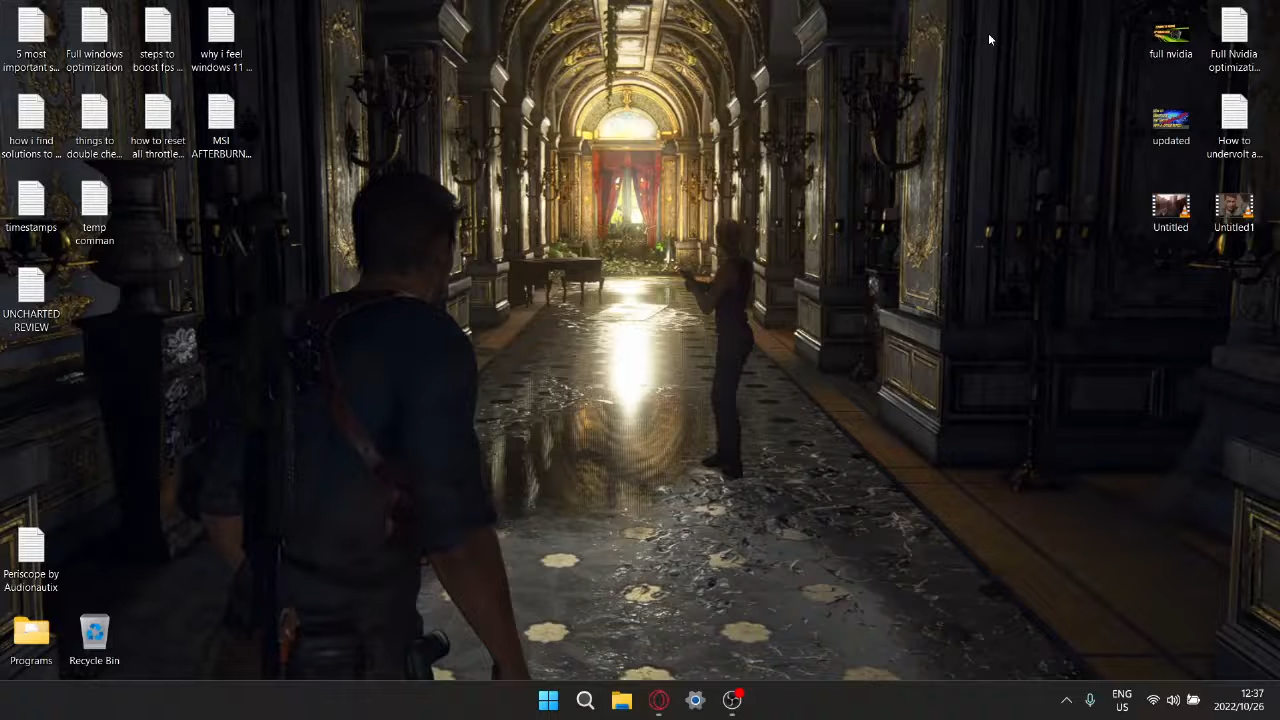 5 most
important s...
Full windows
optimization
steps to
boost fps ...
why i feel
windows 11 ...
how i find
solutions to ...
things to
double che...
how to reset
all throttle...
MSI
AFTERBURN...
timestamps
temp
comman
UNCHARTED
REVIEW
Periscope by
Audionautix
Programs
Recycle Bin
full nvidia
Full Nvidia
optimizati...
updated
How to
undervolt a...
Untitled
Untitled1
ENG
US
12:37
2022/10/26